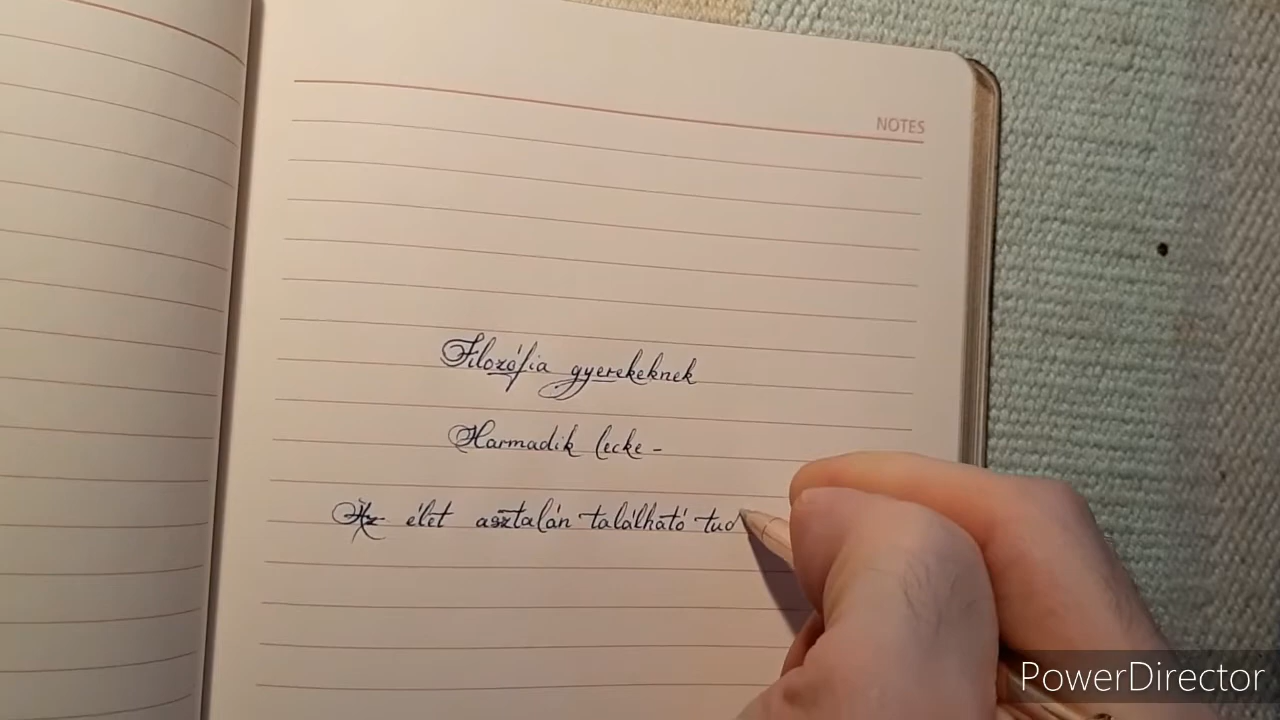 NOTES
Filozófia gyerekeknek
Harmadik lecke -
Az élet asztalán található tud
PowerDirector